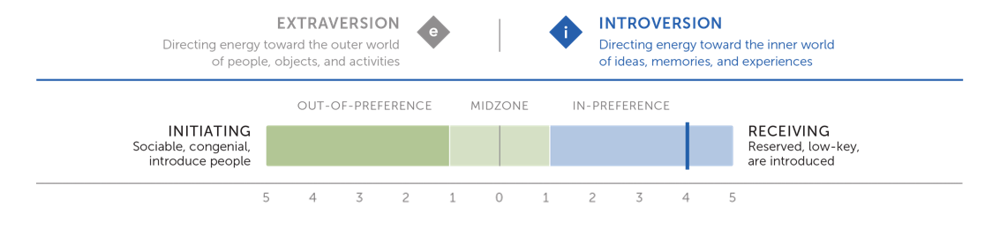 EXTRAVERSION
Directing energy toward the outer world
of people, objects, and activities
e
i
INTROVERSION
Directing energy toward the inner world
of ideas, memories, and experiences
OUT-OF-PREFERENCE MIDZONE IN-PREFERENCE
INITIATING
Sociable, congenial,
introduce people
RECEIVING
Reserved, low-key,
are introduced
5 4 3 2 1 0 1 2 3 4 5